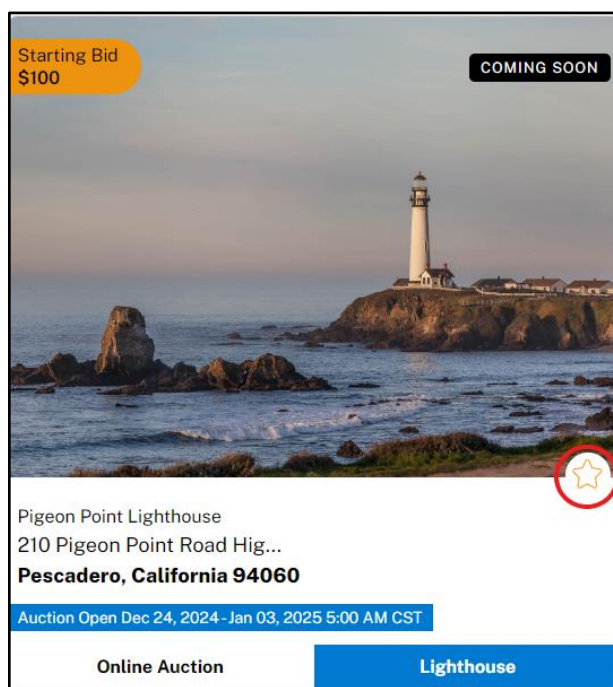 Starting Bid
$100
COMING SOON
Pigeon Point Lighthouse
210 Pigeon Point Road Hig...
Pescadero, California 94060
Auction Open Dec 24, 2024-Jan 03, 2025 5:00 AM CST
Online Auction
Lighthouse